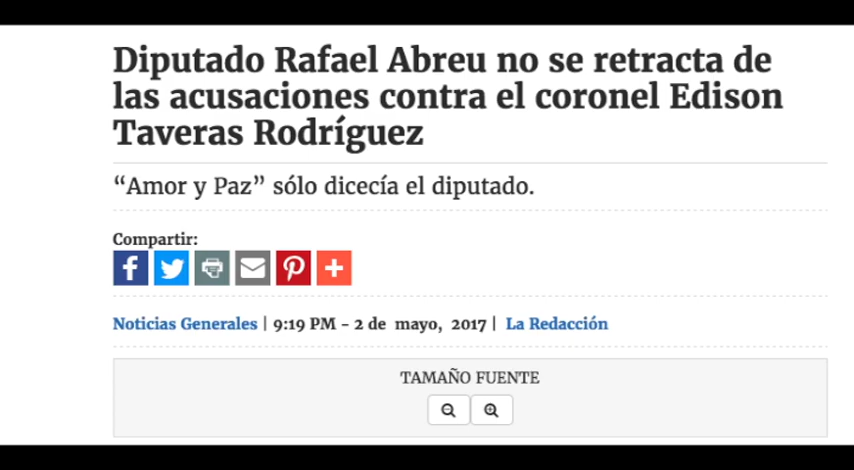 Diputado Rafael Abreu no se retracta de
las acusaciones contra el coronel Edison
Taveras Rodríguez
“Amor y Paz” sólo dicecía el diputado.
Compartir:
Noticias Generales | 9:19 PM - 2 de mayo, 2017 | La Redacción
TAMAÑO FUENTE